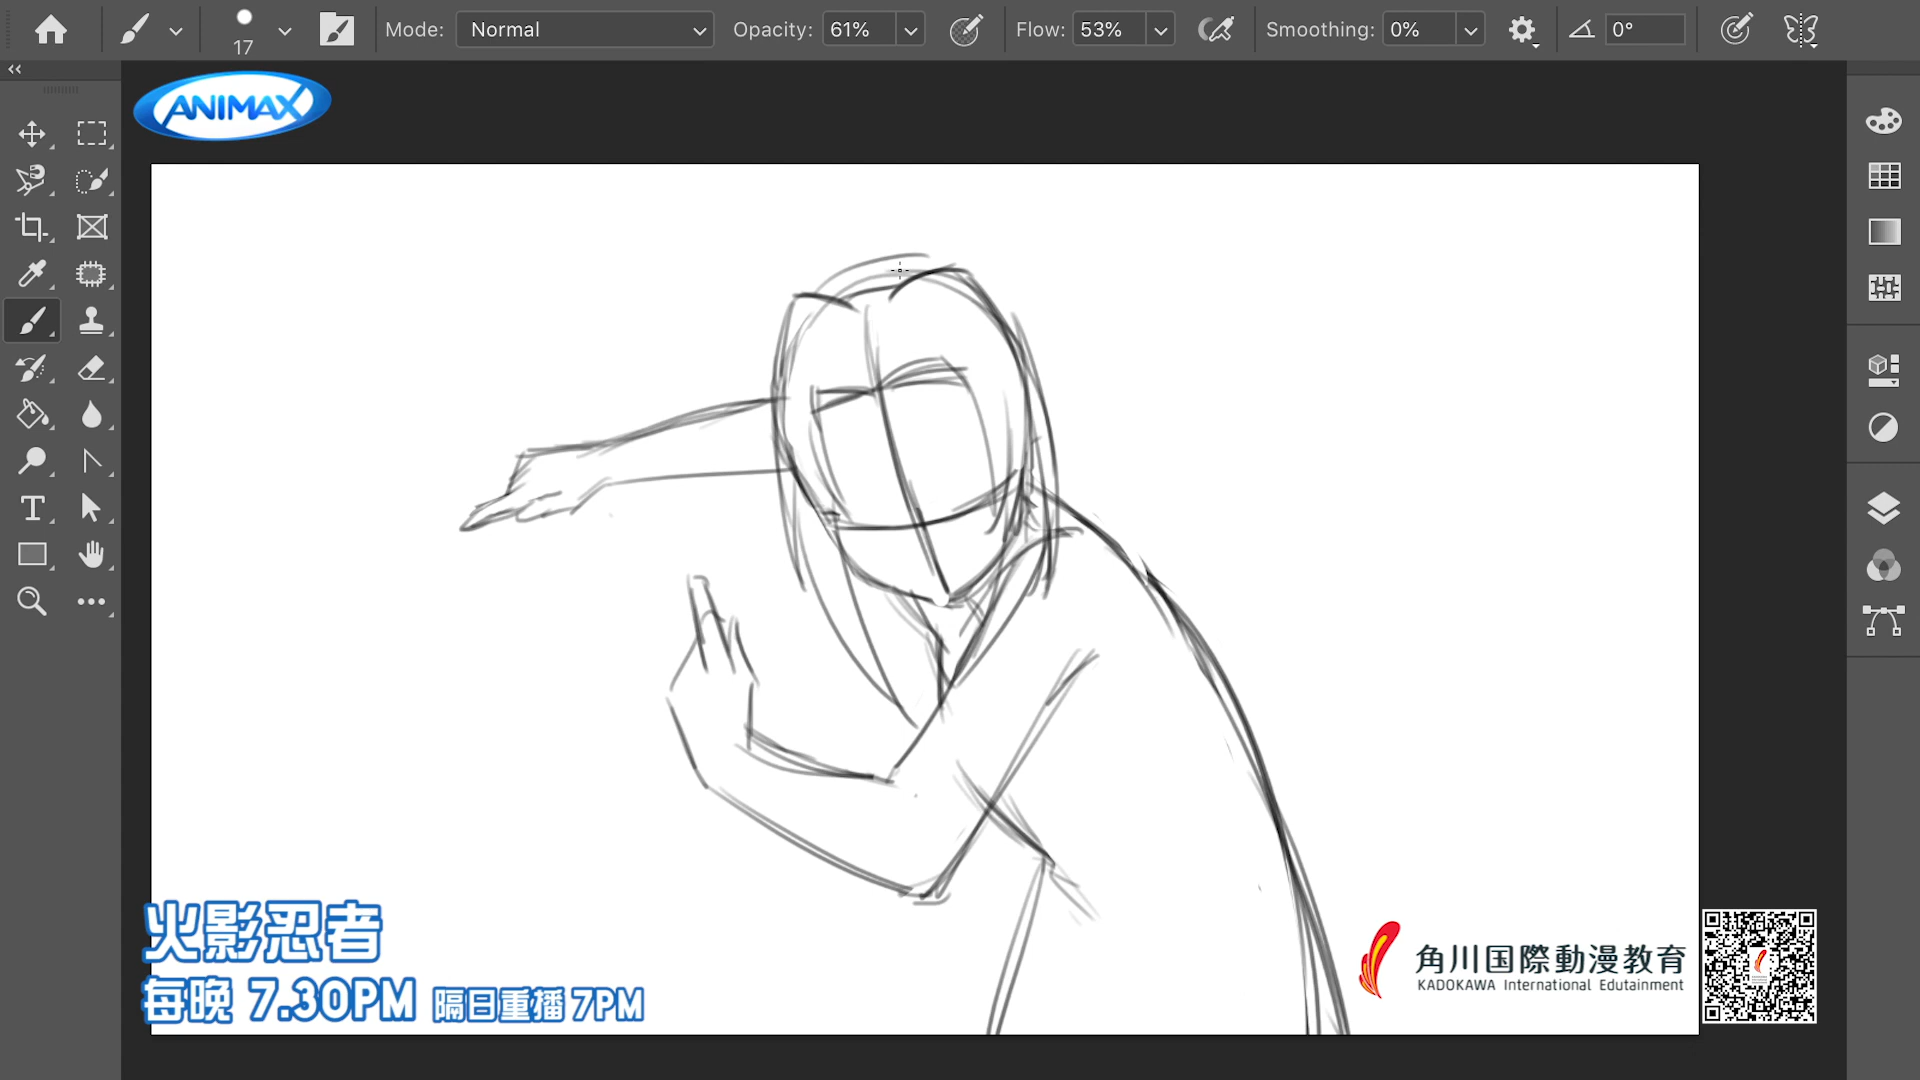 17
Mode: Normal Opacity: 61% Flow: 53% Smoothing: 0% 0°
ANIMAX
火影忍者
每晚 7.30PM 隔日重播 7PM
角川国際動漫教育
KADOKAWA International Edutainment